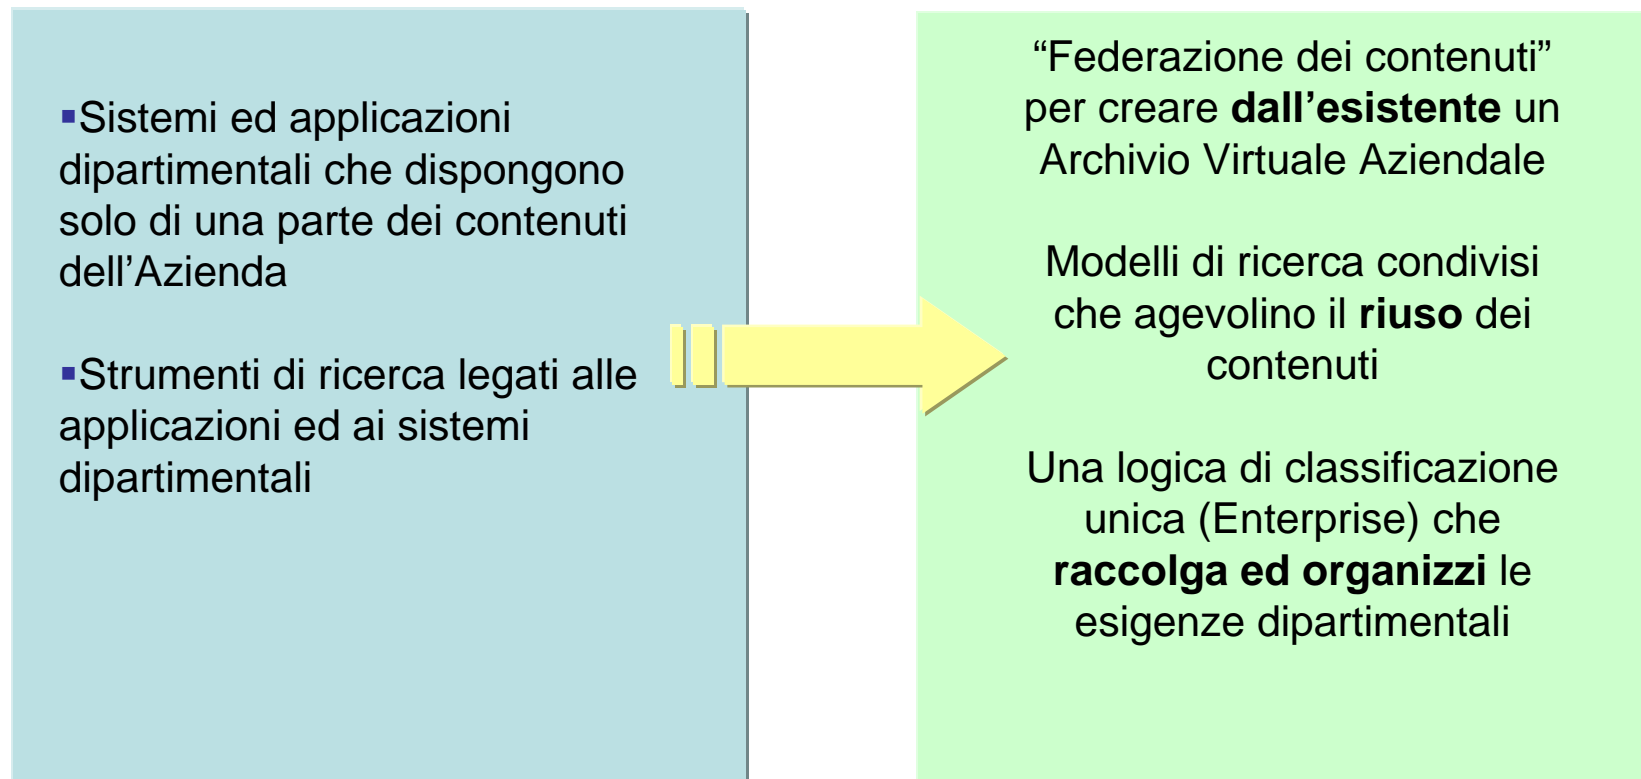 ▪Sistemi ed applicazioni
dipartimentali che dispongono
solo di una parte dei contenuti
dell’Azienda
▪Strumenti di ricerca legati alle
applicazioni ed ai sistemi
dipartimentali
“Federazione dei contenuti”
per creare dall’esistente un
Archivio Virtuale Aziendale
Modelli di ricerca condivisi
che agevolino il riuso dei
contenuti
Una logica di classificazione
unica (Enterprise) che
raccolga ed organizzi le
esigenze dipartimentali